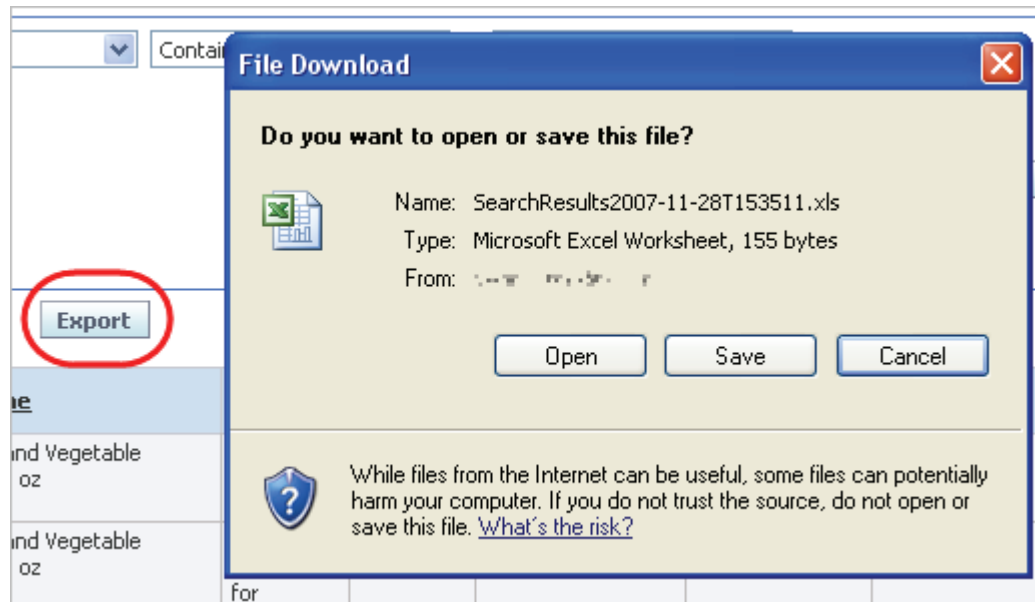 Contai
File Download
Do you want to open or save this file?
Name: SearchResults2007-11-28T153511.xls
Type: Microsoft Excel Worksheet, 155 bytes
From:
Export
Open Save Cancel
ne
and Vegetable
oz
While files from the Internet can be useful, some files can potentially
harm your computer. If you do not trust the source, do not open or
save this file. What's the risk?
and Vegetable
oz
for